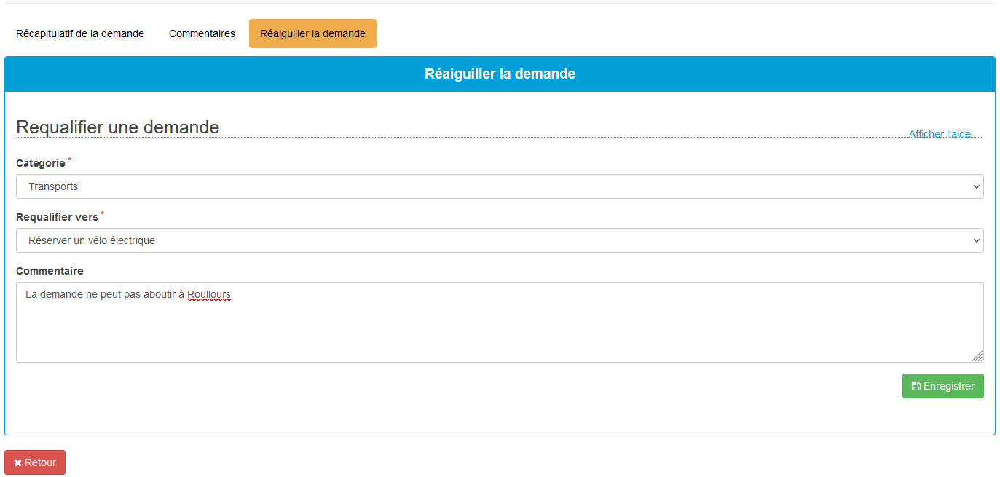 Récapitulatif de la demande Commentaires Réaiguiller la demande
Réaiguiller la demande
Requalifier une demande
Afficher l'aide
Catégorie *
Transports
Requalifier vers *
Réserver un vélo électrique
Commentaire
La demande ne peut pas aboutir à Roullours
Enregistrer
Retour